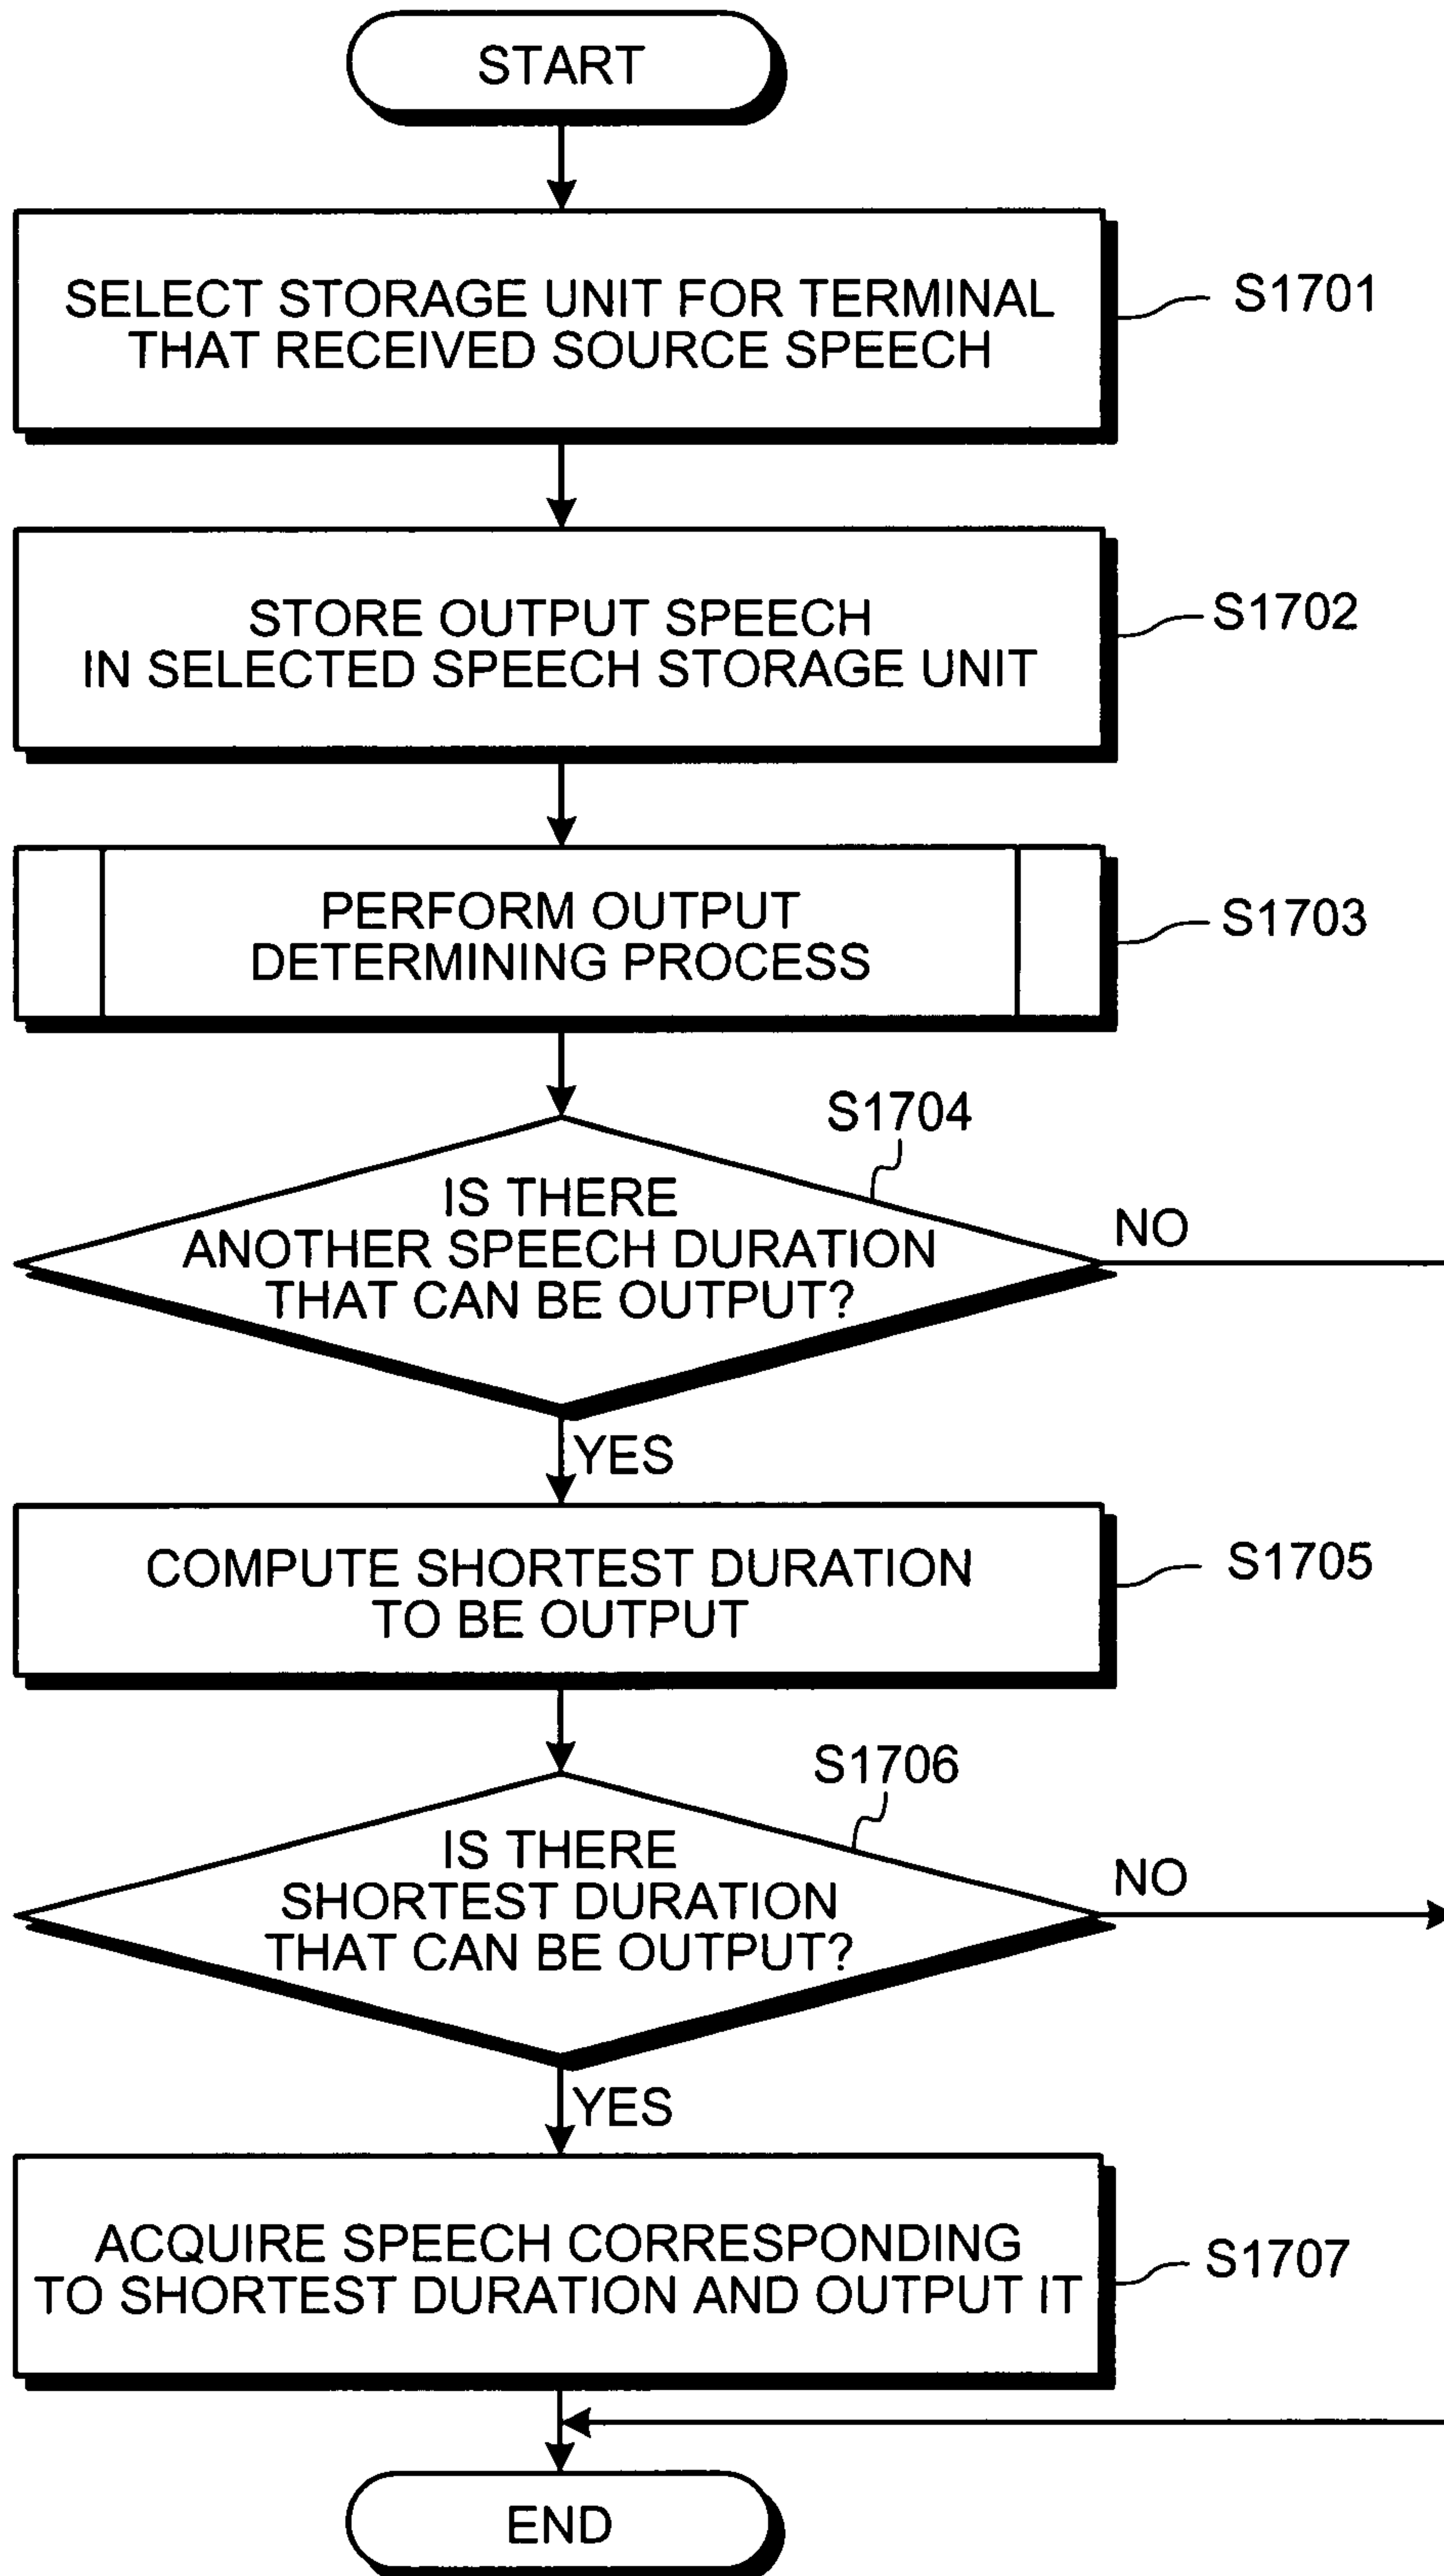 START
SELECT STORAGE UNIT FOR TERMINAL
THAT RECEIVED SOURCE SPEECH
S1701
STORE OUTPUT SPEECH
IN SELECTED SPEECH STORAGE UNIT
S1702
PERFORM OUTPUT
DETERMINING PROCESS
S1703
S1704
IS THERE
ANOTHER SPEECH DURATION
THAT CAN BE OUTPUT?
NO
YES
COMPUTE SHORTEST DURATION
TO BE OUTPUT
S1705
S1706
IS THERE
SHORTEST DURATION
THAT CAN BE OUTPUT?
NO
YES
ACQUIRE SPEECH CORRESPONDING
TO SHORTEST DURATION AND OUTPUT IT
S1707
END